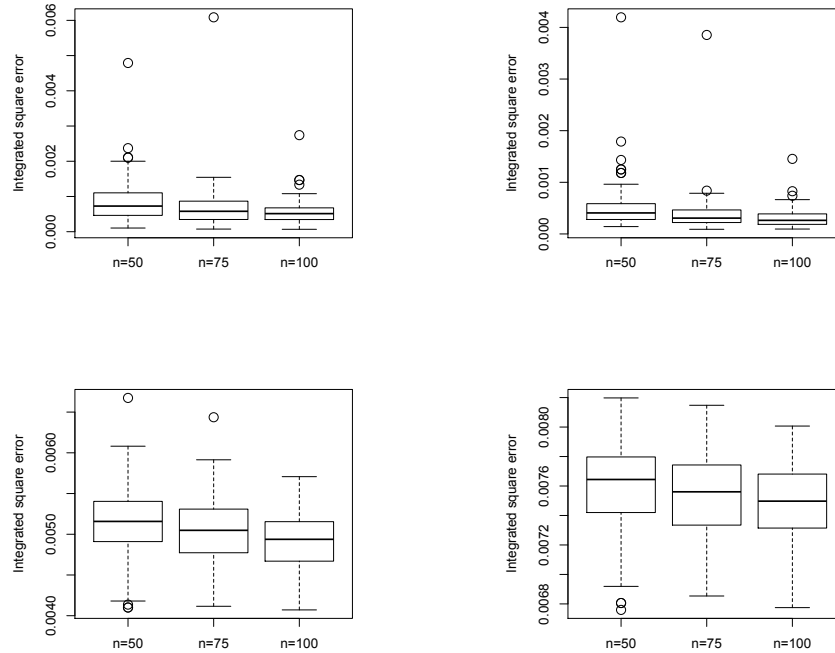 Integrated square error
0.000
0.002
0.004
0.006
n=50
n=75
n=100
Integrated square error
0.000
0.001
0.002
0.003
0.004
n=50
n=75
n=100
Integrated square error
0.0040
0.0050
0.0060
n=50
n=75
n=100
Integrated square error
0.0068
0.0072
0.0076
0.0080
n=50
n=75
n=100